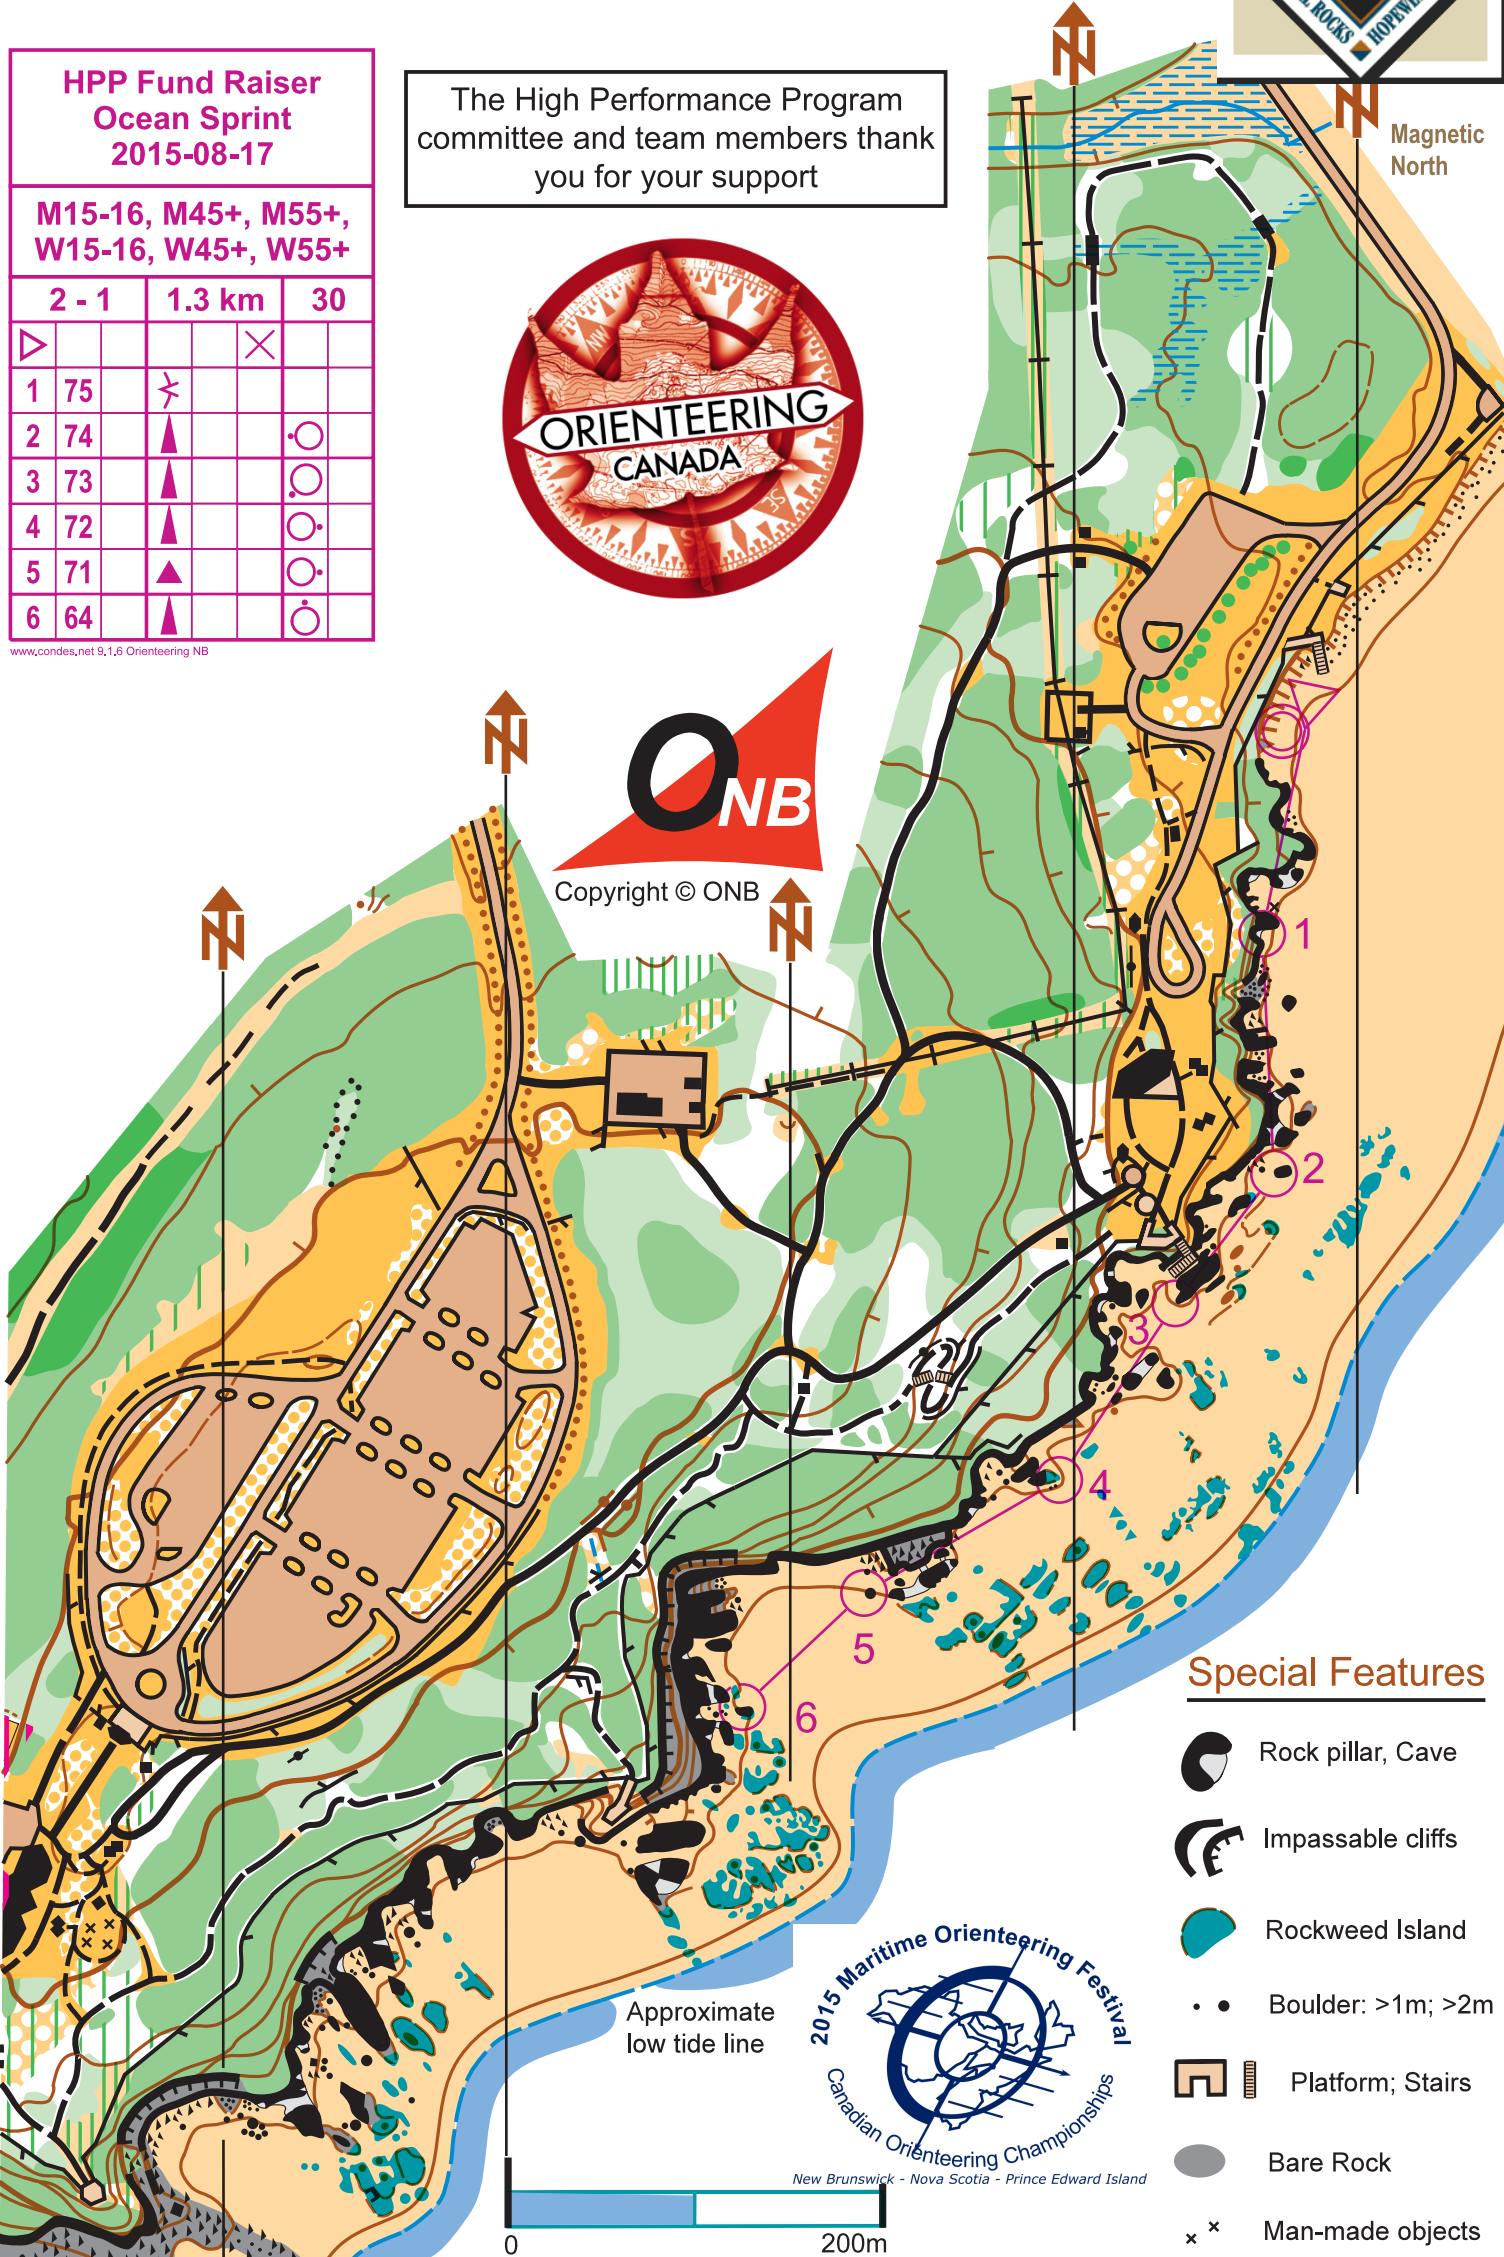 L ROCKS
HOPEWE
HPP Fund Raiser
Ocean Sprint
2015-08-17
M15-16, M45+, M55+,
W15-16, W45+, W55+
2 - 1 1.3 km 30
1 75
2 74
3 73
4 72
5 71
6 64
www.condes.net 9.1.6 Orienteering NB
The High Performance Program
committee and team members thank
you for your support
N
N
Magnetic
North
NW
ORIENTEERING
CANADA
S
SE
ONB
Copyright © ONB
N
N
N
1
2
3
4
5
6
Special Features
Rock pillar, Cave
Impassable cliffs
Rockweed Island
Boulder: >1m; >2m
Platform; Stairs
Bare Rock
Man-made objects
Approximate
low tide line
2015 Maritime Orienteering Festival
Canadian Orienteering Championships
New Brunswick - Nova Scotia - Prince Edward Island
0 200m